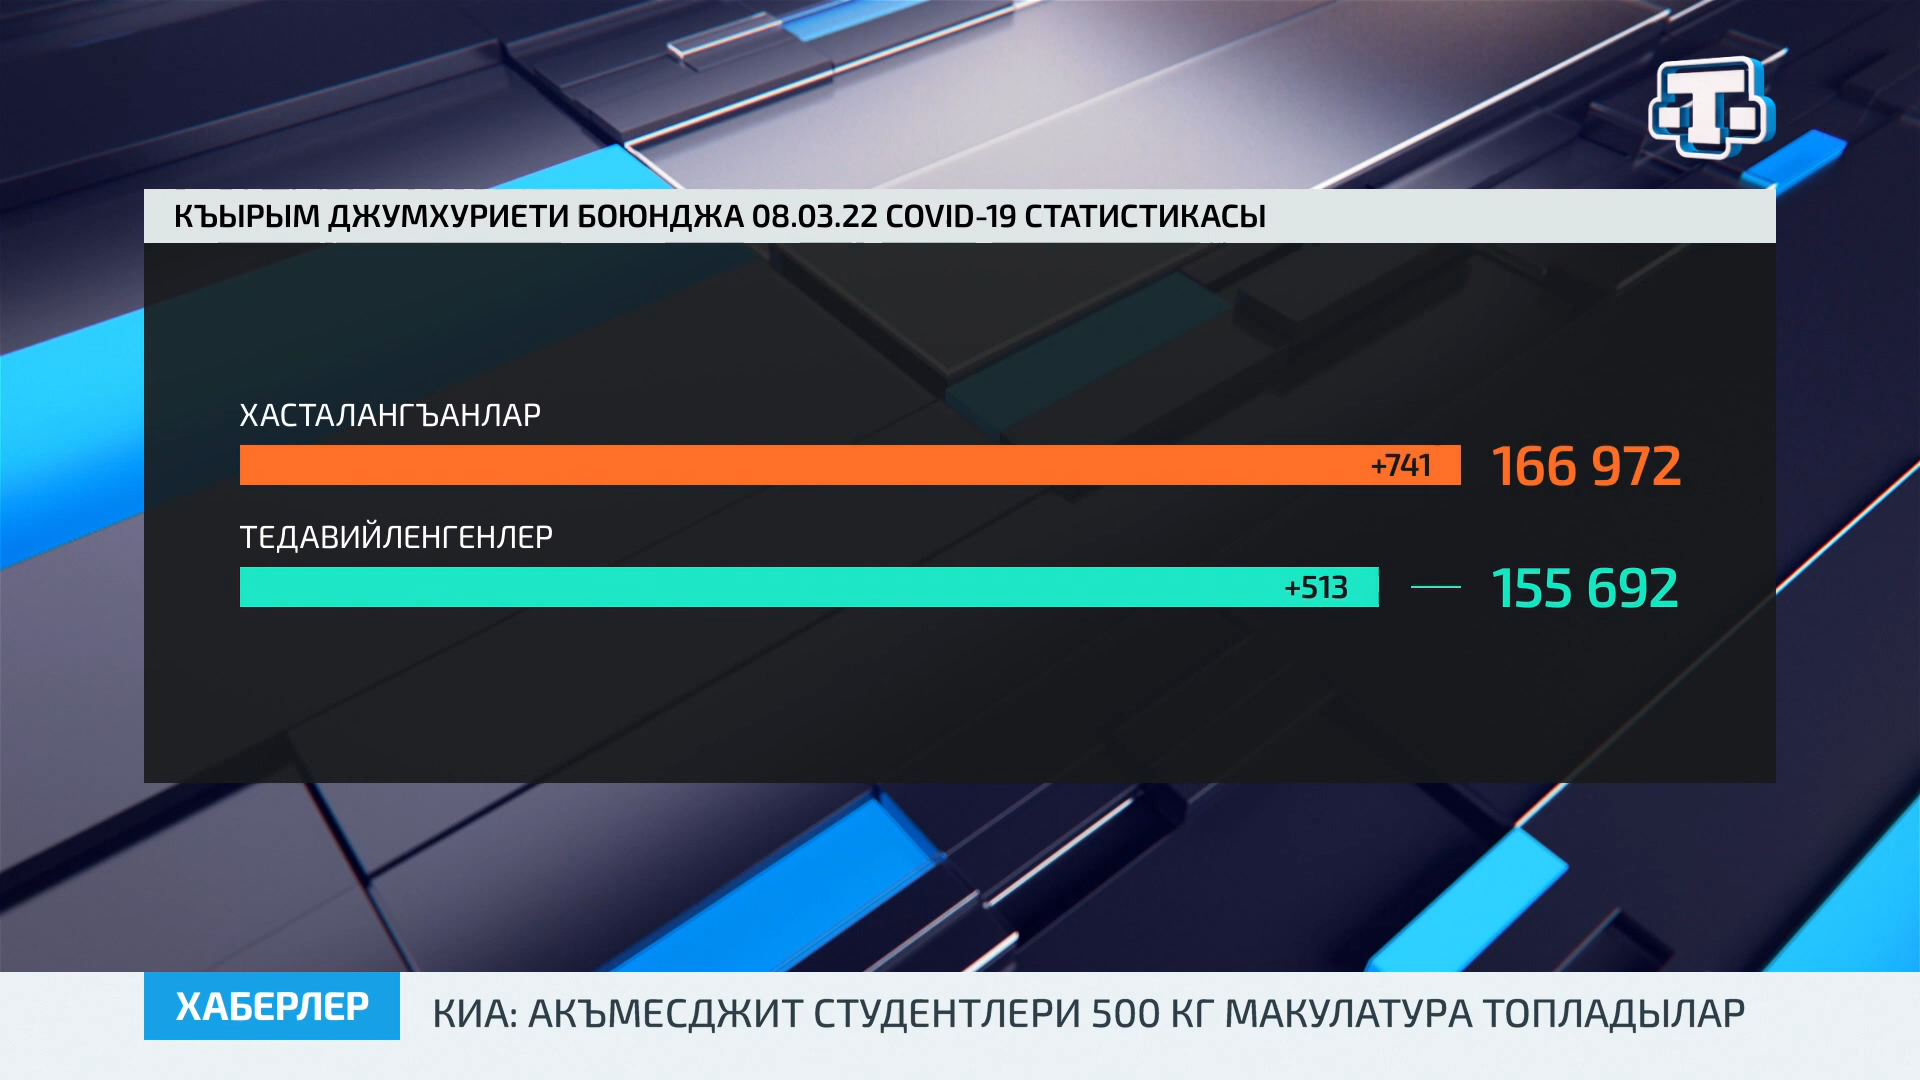 Т
КЪЫРЫМ ДЖУМХУРИЕТИ БОЮНДЖА 08.03.22 COVID-19 СТАТИСТИКАСЫ
ХАСТАЛАНГЪАНЛАР
+741 166 972
ТЕДАВИЙЛЕНГЕНЛЕР
+513 155 692
ХАБЕРЛЕР КИА: АКЪМЕСДЖИТ СТУДЕНТЛЕРИ 500 КГ МАКУЛАТУРА ТОПЛАДЫЛАР